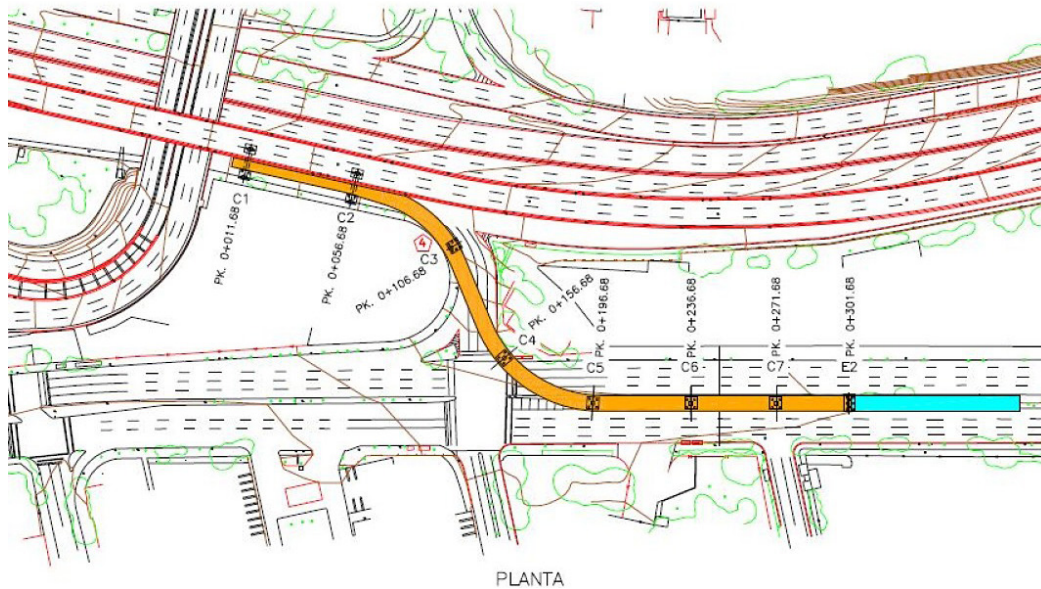 C1
PK. 0+011.68
C2
PK. 0+056.68
4
C3
PK. 0+106.68
C4
PK. 0+156.68
C5
PK. 0+196.68
C6
PK. 0+236.68
C7
PK. 0+271.68
E2
PK. 0+301.68
PLANTA